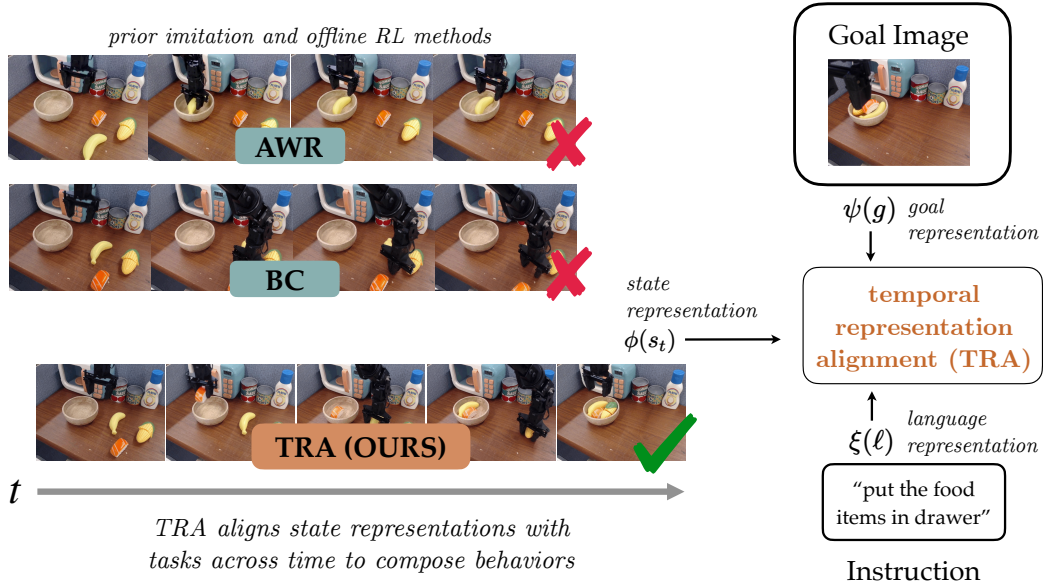 prior imitation and offline RL methods
AWR
BC
TRA (OURS)
t
TRA aligns state representations with
tasks across time to compose behaviors
Goal Image
ψ(g) goal
representation
state
representation
ϕ(s_t)
temporal
representation
alignment (TRA)
ξ(ℓ) language
representation
“put the food
items in drawer”
Instruction